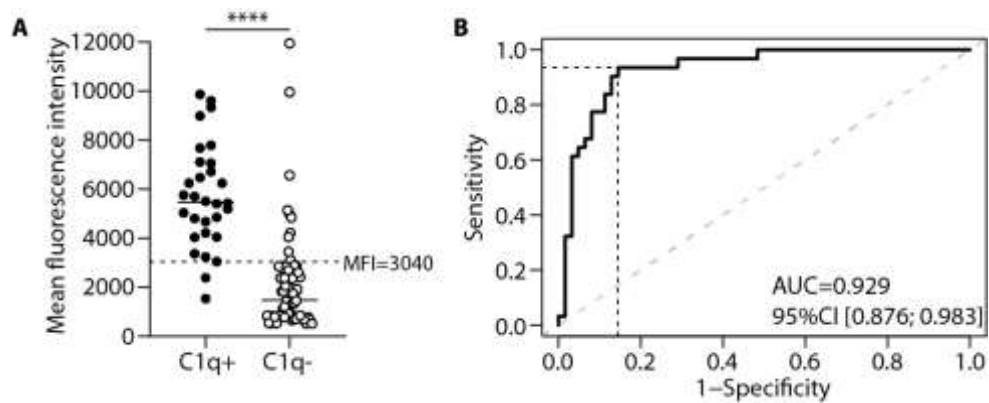 A
****
Mean fluorescence intensity
12000
10000
8000
6000
4000
2000
0
MFI=3040
C1q+
C1q-
B
Sensitivity
1.0
0.8
0.6
0.4
0.2
0.0
AUC=0.929
95%CI [0.876; 0.983]
0.0 0.2 0.4 0.6 0.8 1.0
1-Specificity